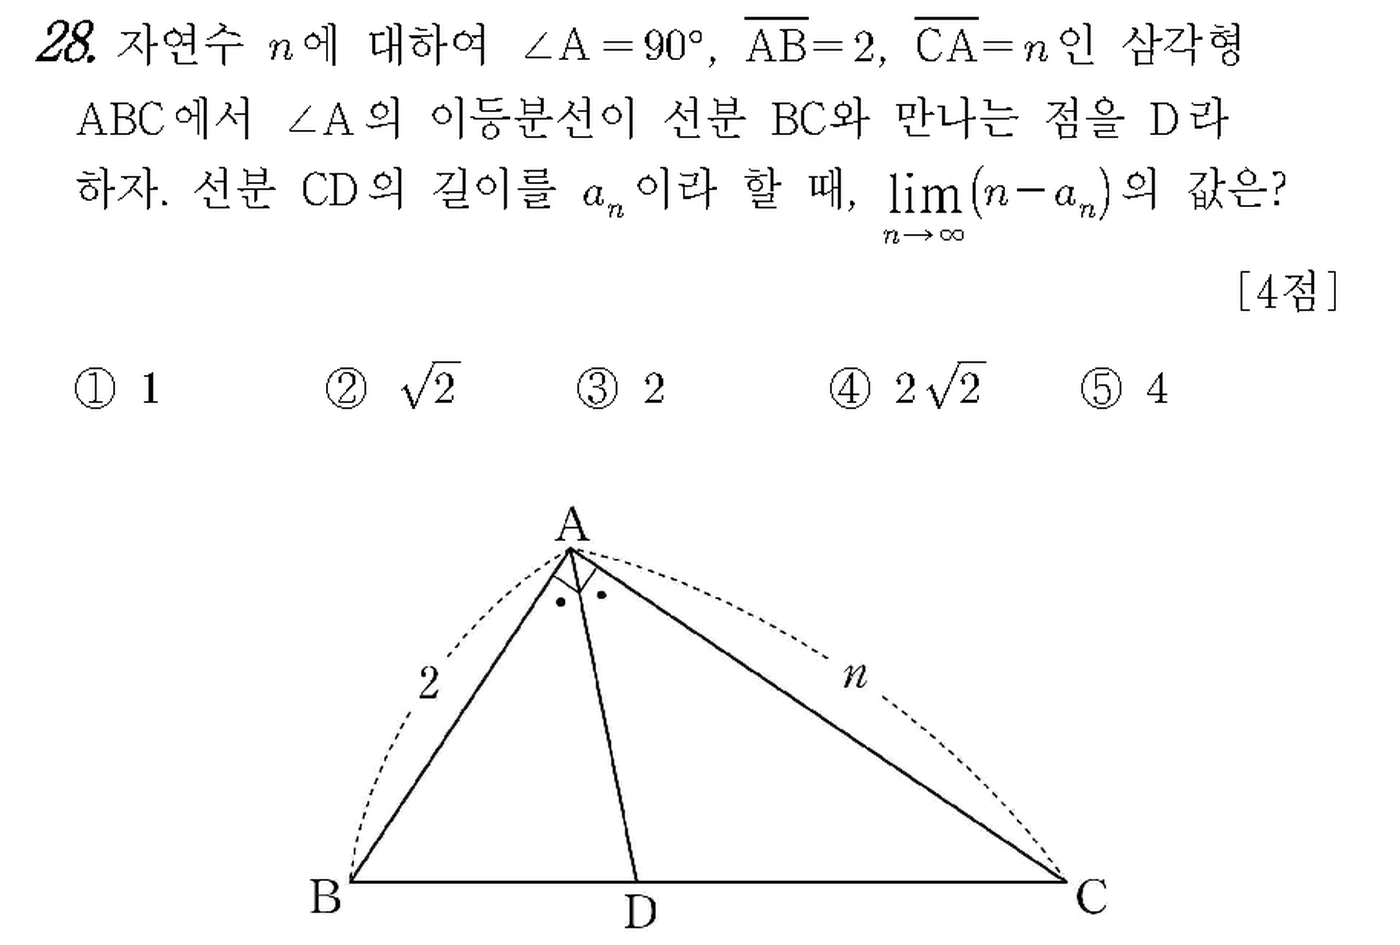 28. 자연수 n에 대하여 ∠A=90°, A̅B̅=2, C̅A̅=n인 삼각형
ABC에서 ∠A의 이등분선이 선분 BC와 만나는 점을 D라
하자. 선분 CD의 길이를 aₙ이라 할 때, lim(n-aₙ)의 값은?
n→∞
[4점]
① 1 ② √2 ③ 2 ④ 2√2 ⑤ 4
A
2
n
B
D
C